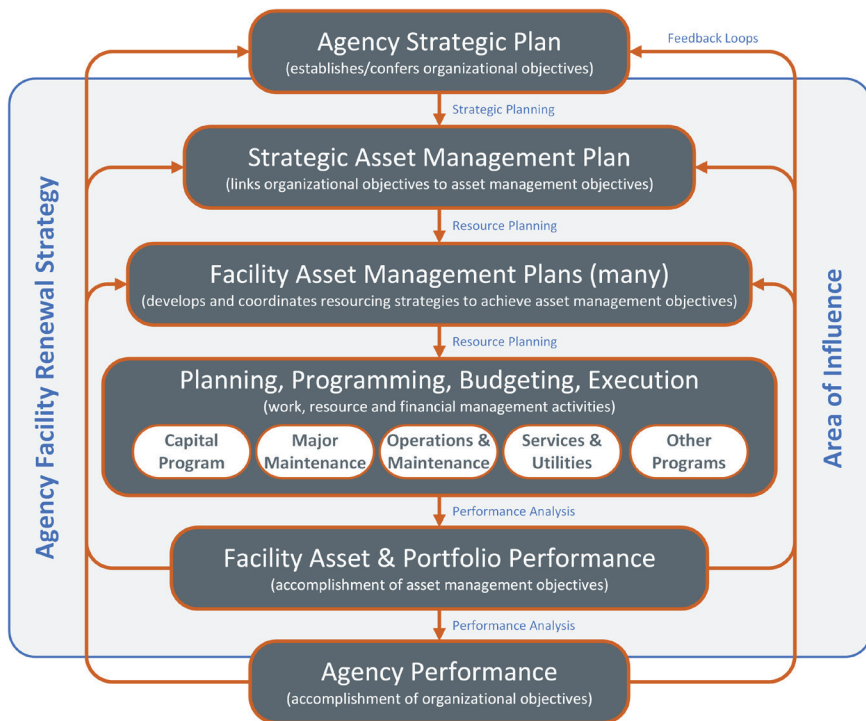 Agency Strategic Plan
(establishes/confers organizational objectives)
Feedback Loops
Strategic Planning
Strategic Asset Management Plan
(links organizational objectives to asset management objectives)
Resource Planning
Facility Asset Management Plans (many)
(develops and coordinates resourcing strategies to achieve asset management objectives)
Resource Planning
Planning, Programming, Budgeting, Execution
(work, resource and financial management activities)
Capital
Program
Major
Maintenance
Operations &
Maintenance
Services &
Utilities
Other
Programs
Performance Analysis
Facility Asset & Portfolio Performance
(accomplishment of asset management objectives)
Performance Analysis
Agency Performance
(accomplishment of organizational objectives)
Agency Facility Renewal Strategy
Area of Influence